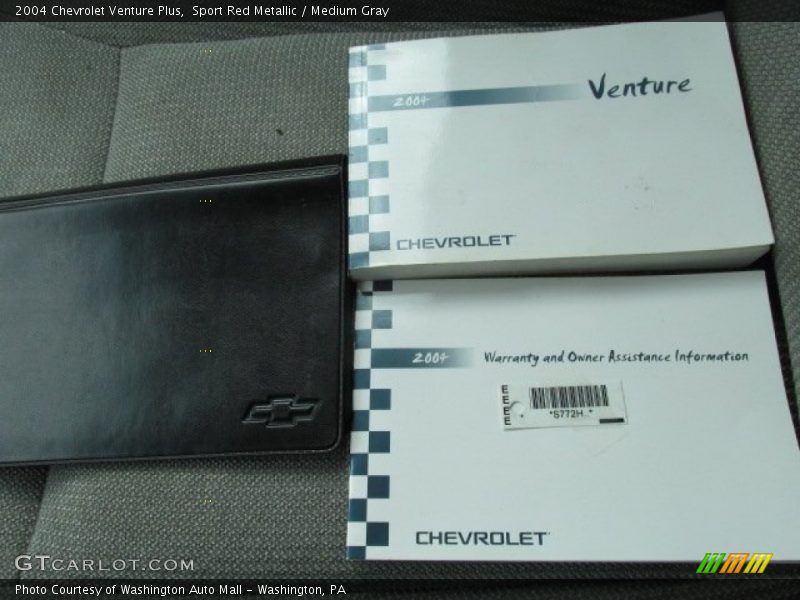 2004 Chevrolet Venture Plus, Sport Red Metallic / Medium Gray
2004 Venture
CHEVROLET
2004 Warranty and Owner Assistance Information
E
E
E
E
*S772H..*
CHEVROLET
GTCARLOT.COM
Photo Courtesy of Washington Auto Mall - Washington, PA